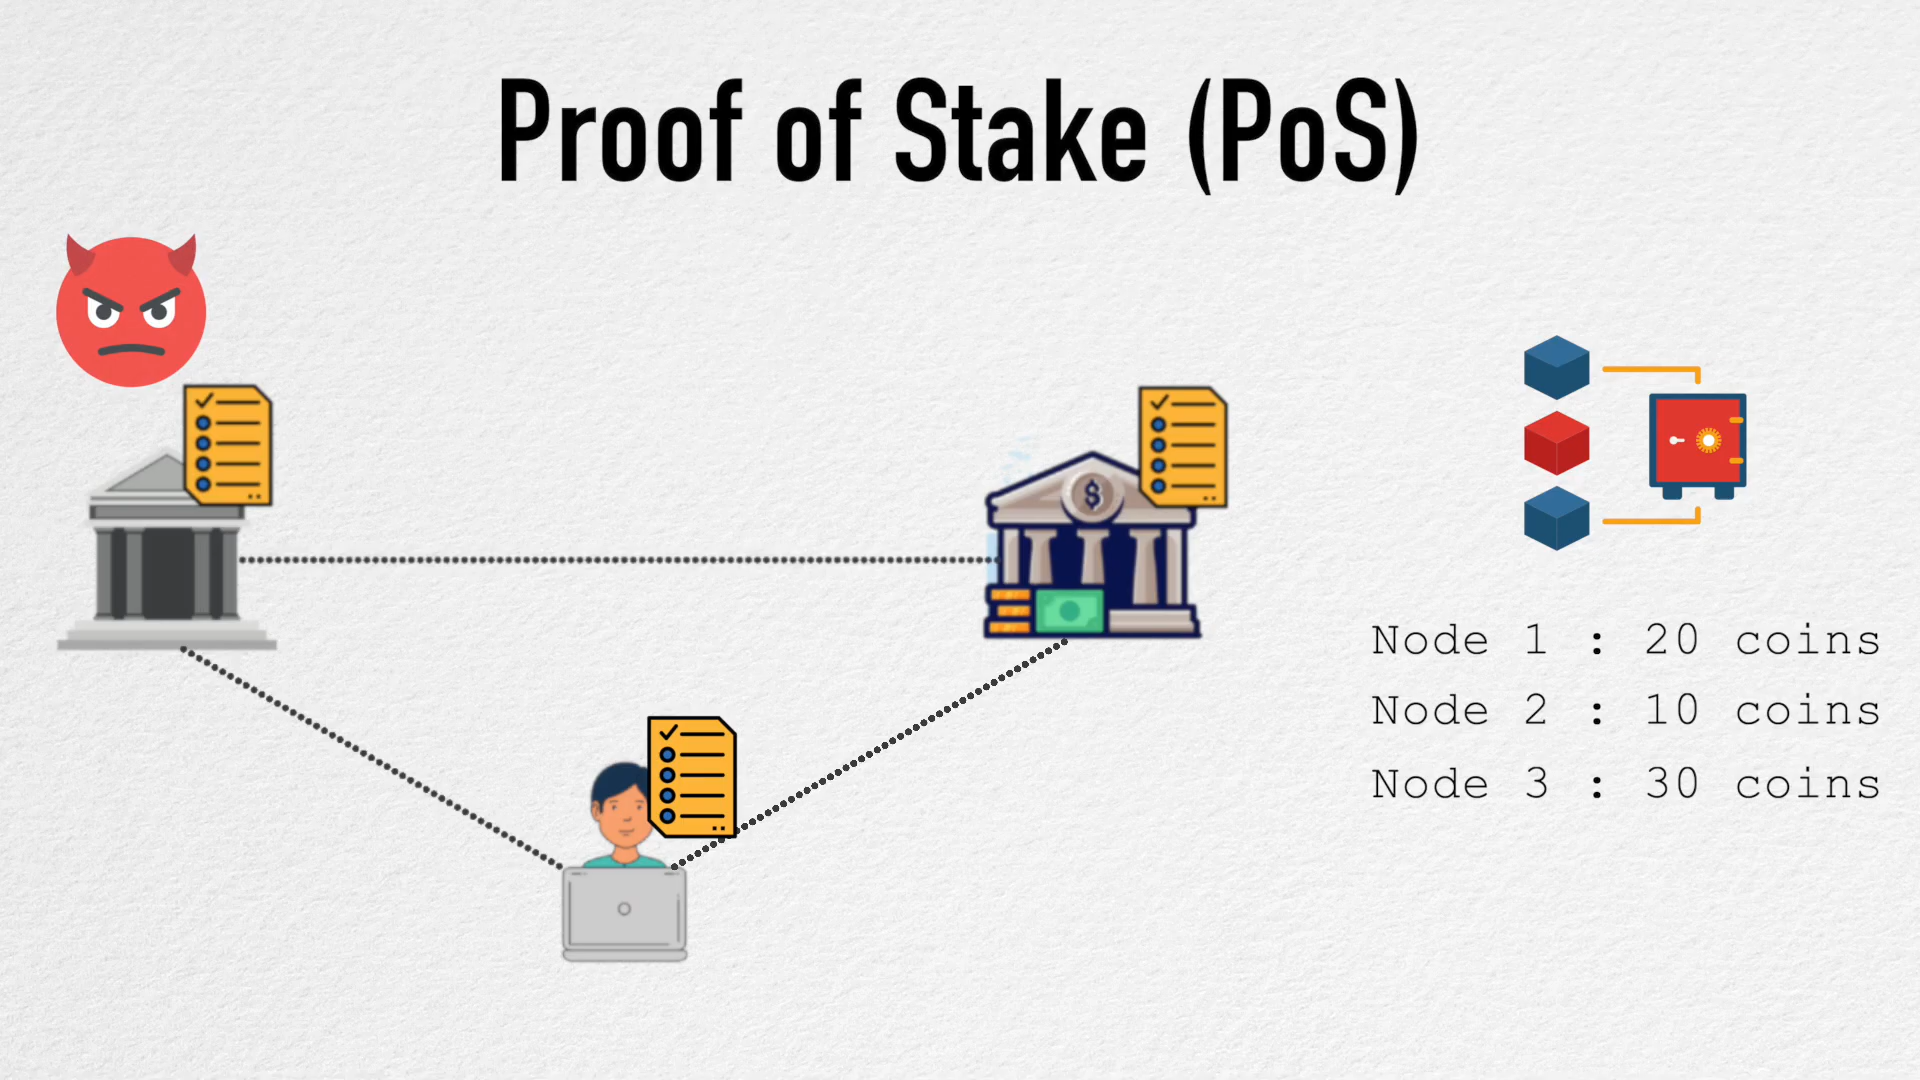 Proof of Stake (PoS)
$
Node 1 : 20 coins
Node 2 : 10 coins
Node 3 : 30 coins